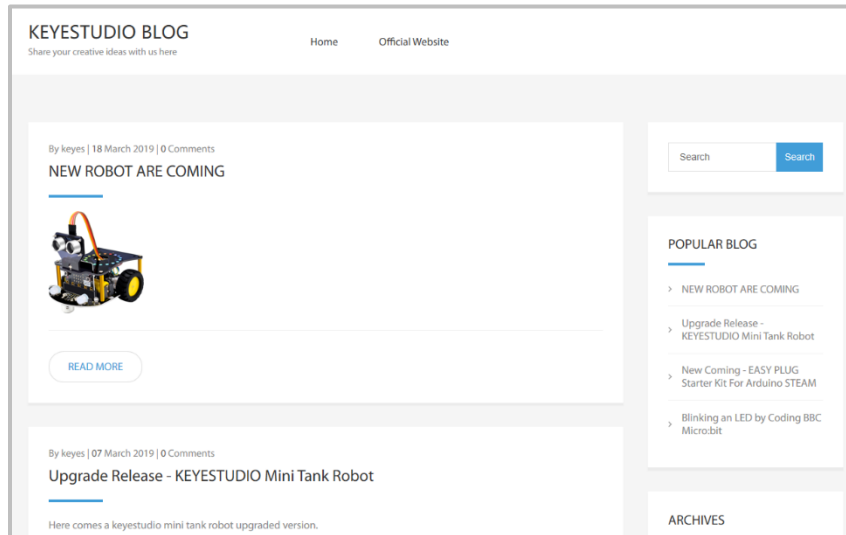 KEYESTUDIO BLOG
Share your creative ideas with us here
Home
Official Website
By keyes | 18 March 2019 | 0 Comments
NEW ROBOT ARE COMING
READ MORE
By keyes | 07 March 2019 | 0 Comments
Upgrade Release - KEYESTUDIO Mini Tank Robot
Here comes a keyestudio mini tank robot upgraded version.
Search
Search
POPULAR BLOG
NEW ROBOT ARE COMING
Upgrade Release -
KEYESTUDIO Mini Tank Robot
New Coming - EASY PLUG
Starter Kit For Arduino STEAM
Blinking an LED by Coding BBC
Micro:bit
ARCHIVES